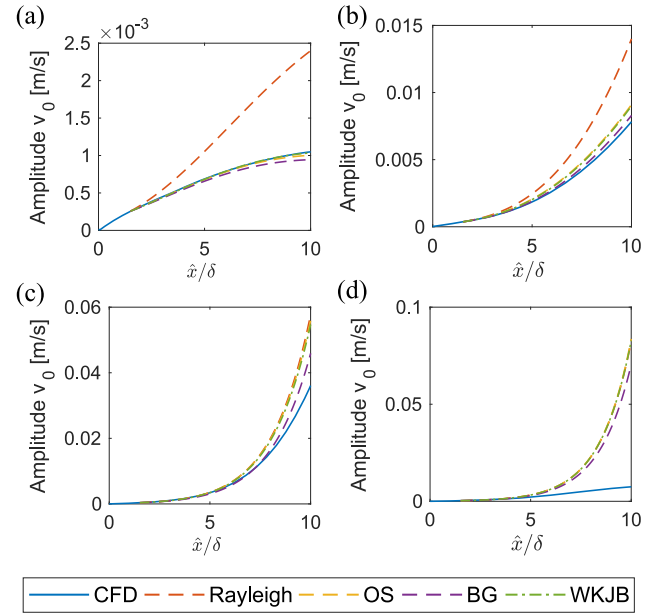 (a)
×10⁻³
2.5
2
1.5
1
0.5
0
Amplitude v₀ [m/s]
0 5 10
x̂/δ
(b)
0.015
0.01
0.005
0
Amplitude v₀ [m/s]
0 5 10
x̂/δ
(c)
0.06
0.04
0.02
0
Amplitude v₀ [m/s]
0 5 10
x̂/δ
(d)
0.1
0.05
0
Amplitude v₀ [m/s]
0 5 10
x̂/δ
CFD Rayleigh OS BG WKJB